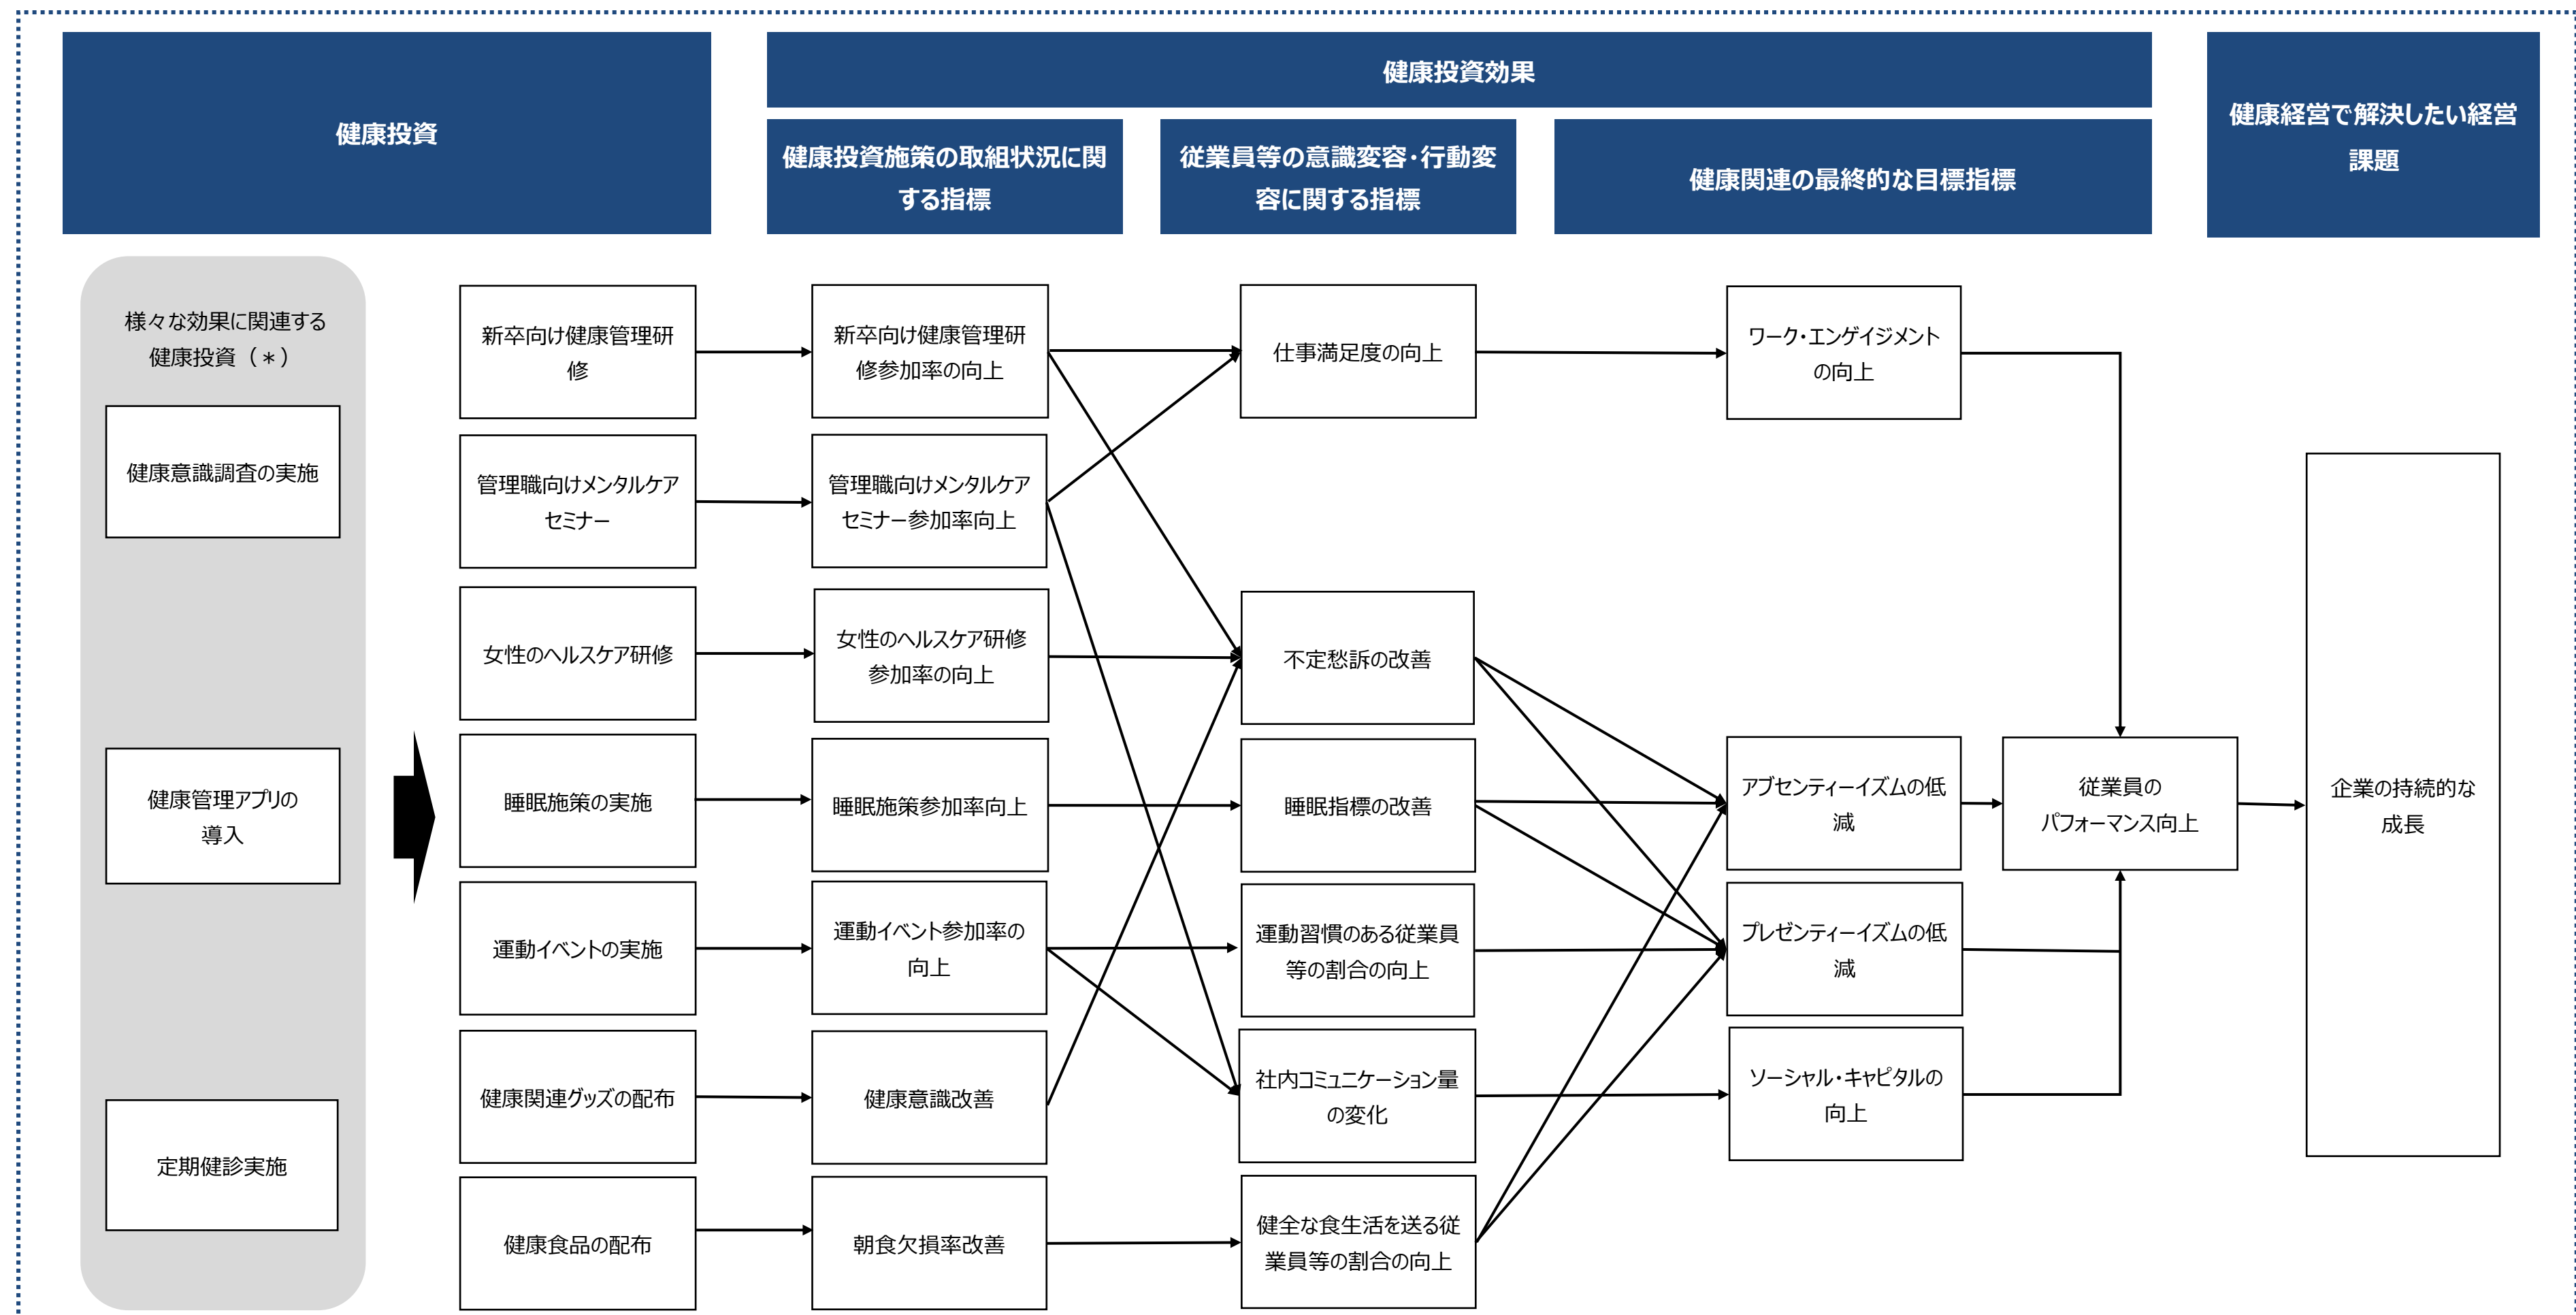 健康投資
健康投資効果
健康投資施策の取組状況に関
する指標
従業員等の意識変容・行動変
容に関する指標
健康関連の最終的な目標指標
健康経営で解決したい経営
課題
様々な効果に関連する
健康投資（＊）
健康意識調査の実施
健康管理アプリの
導入
定期健診実施
新卒向け健康管理研
修
管理職向けメンタルケア
セミナー
女性のヘルスケア研修
睡眠施策の実施
運動イベントの実施
健康関連グッズの配布
健康食品の配布
新卒向け健康管理研
修参加率の向上
管理職向けメンタルケア
セミナー参加率向上
女性のヘルスケア研修
参加率の向上
睡眠施策参加率向上
運動イベント参加率の
向上
健康意識改善
朝食欠損率改善
仕事満足度の向上
不定愁訴の改善
睡眠指標の改善
運動習慣のある従業員
等の割合の向上
社内コミュニケーション量
の変化
健全な食生活を送る従
業員等の割合の向上
ワーク・エンゲイジメント
の向上
アブセンティーイズムの低
減
プレゼンティーイズムの低
減
ソーシャル・キャピタルの
向上
従業員の
パフォーマンス向上
企業の持続的な
成長